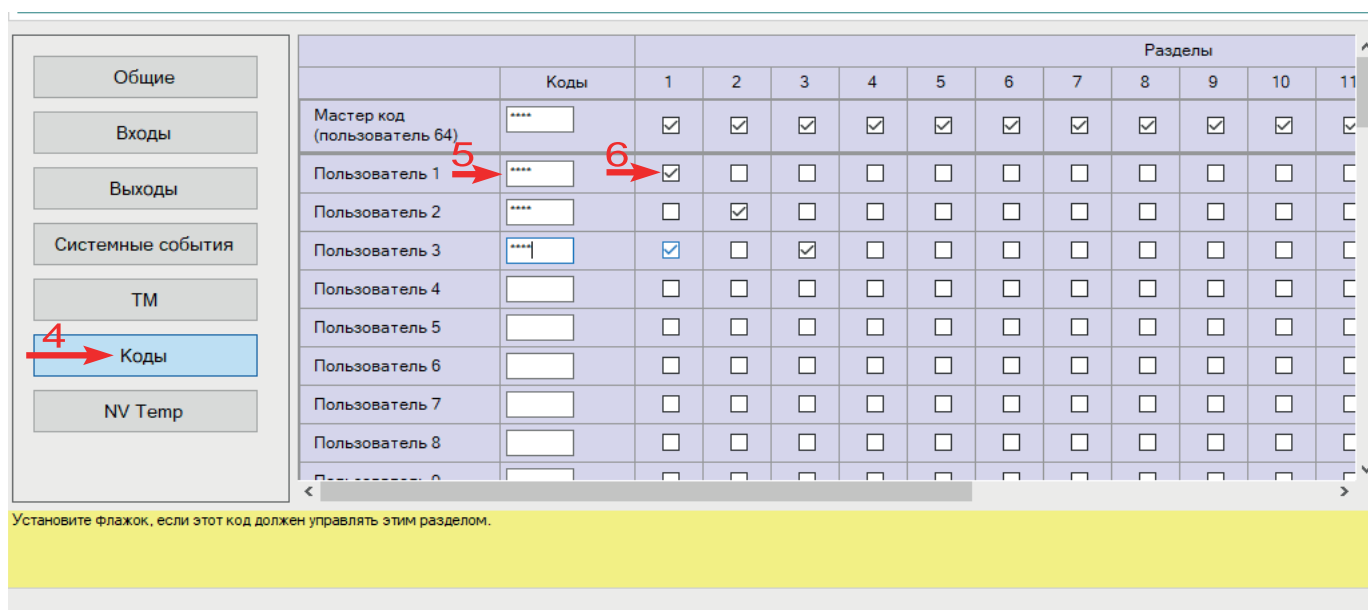 Разделы
Коды 1 2 3 4 5 6 7 8 9 10 11
Общие
Входы
Выходы
Системные события
ТМ
4
Коды
NV Temp
Мастер код
(пользователь 64) ****
5 6
Пользователь 1 ****
Пользователь 2 ****
Пользователь 3 ****
Пользователь 4
Пользователь 5
Пользователь 6
Пользователь 7
Пользователь 8
Установите флажок, если этот код должен управлять этим разделом.